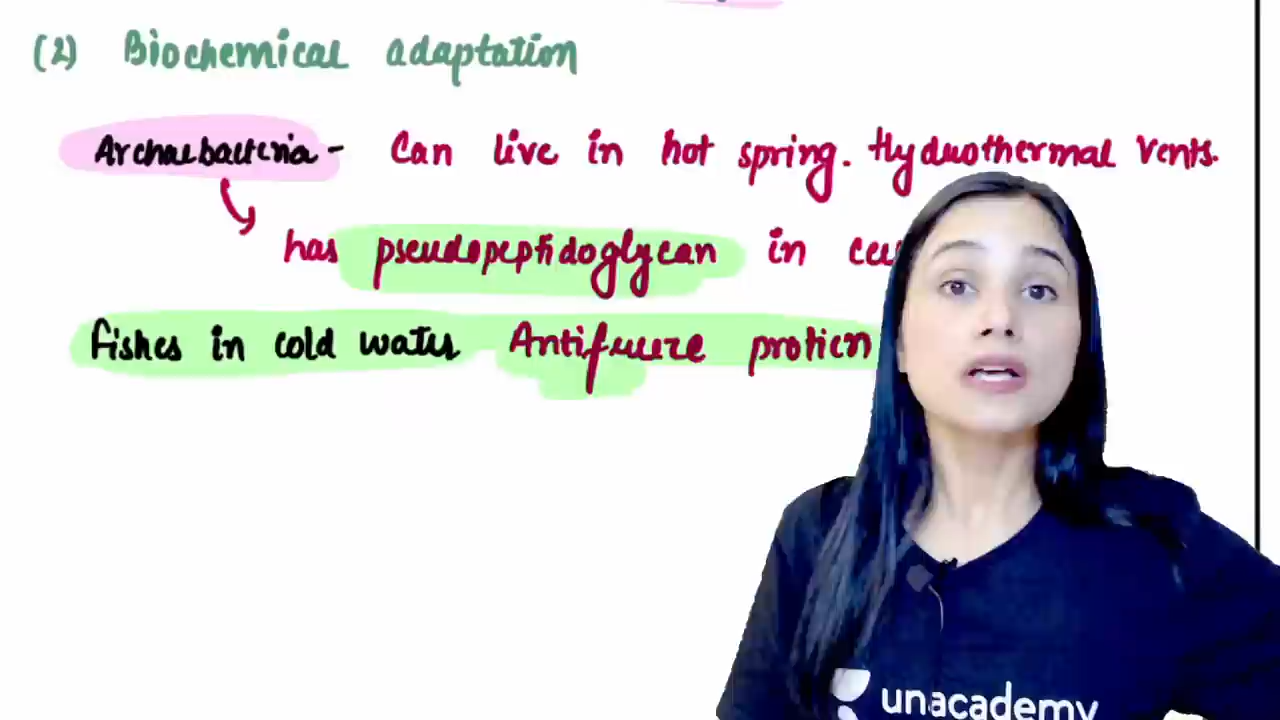 (2) Biochemical adaptation
Archaebacteria - Can live in hot spring. Hydrothermal vents.
has pseudopeptidoglycan in
fishes in cold water Antifreeze protien
unacademy